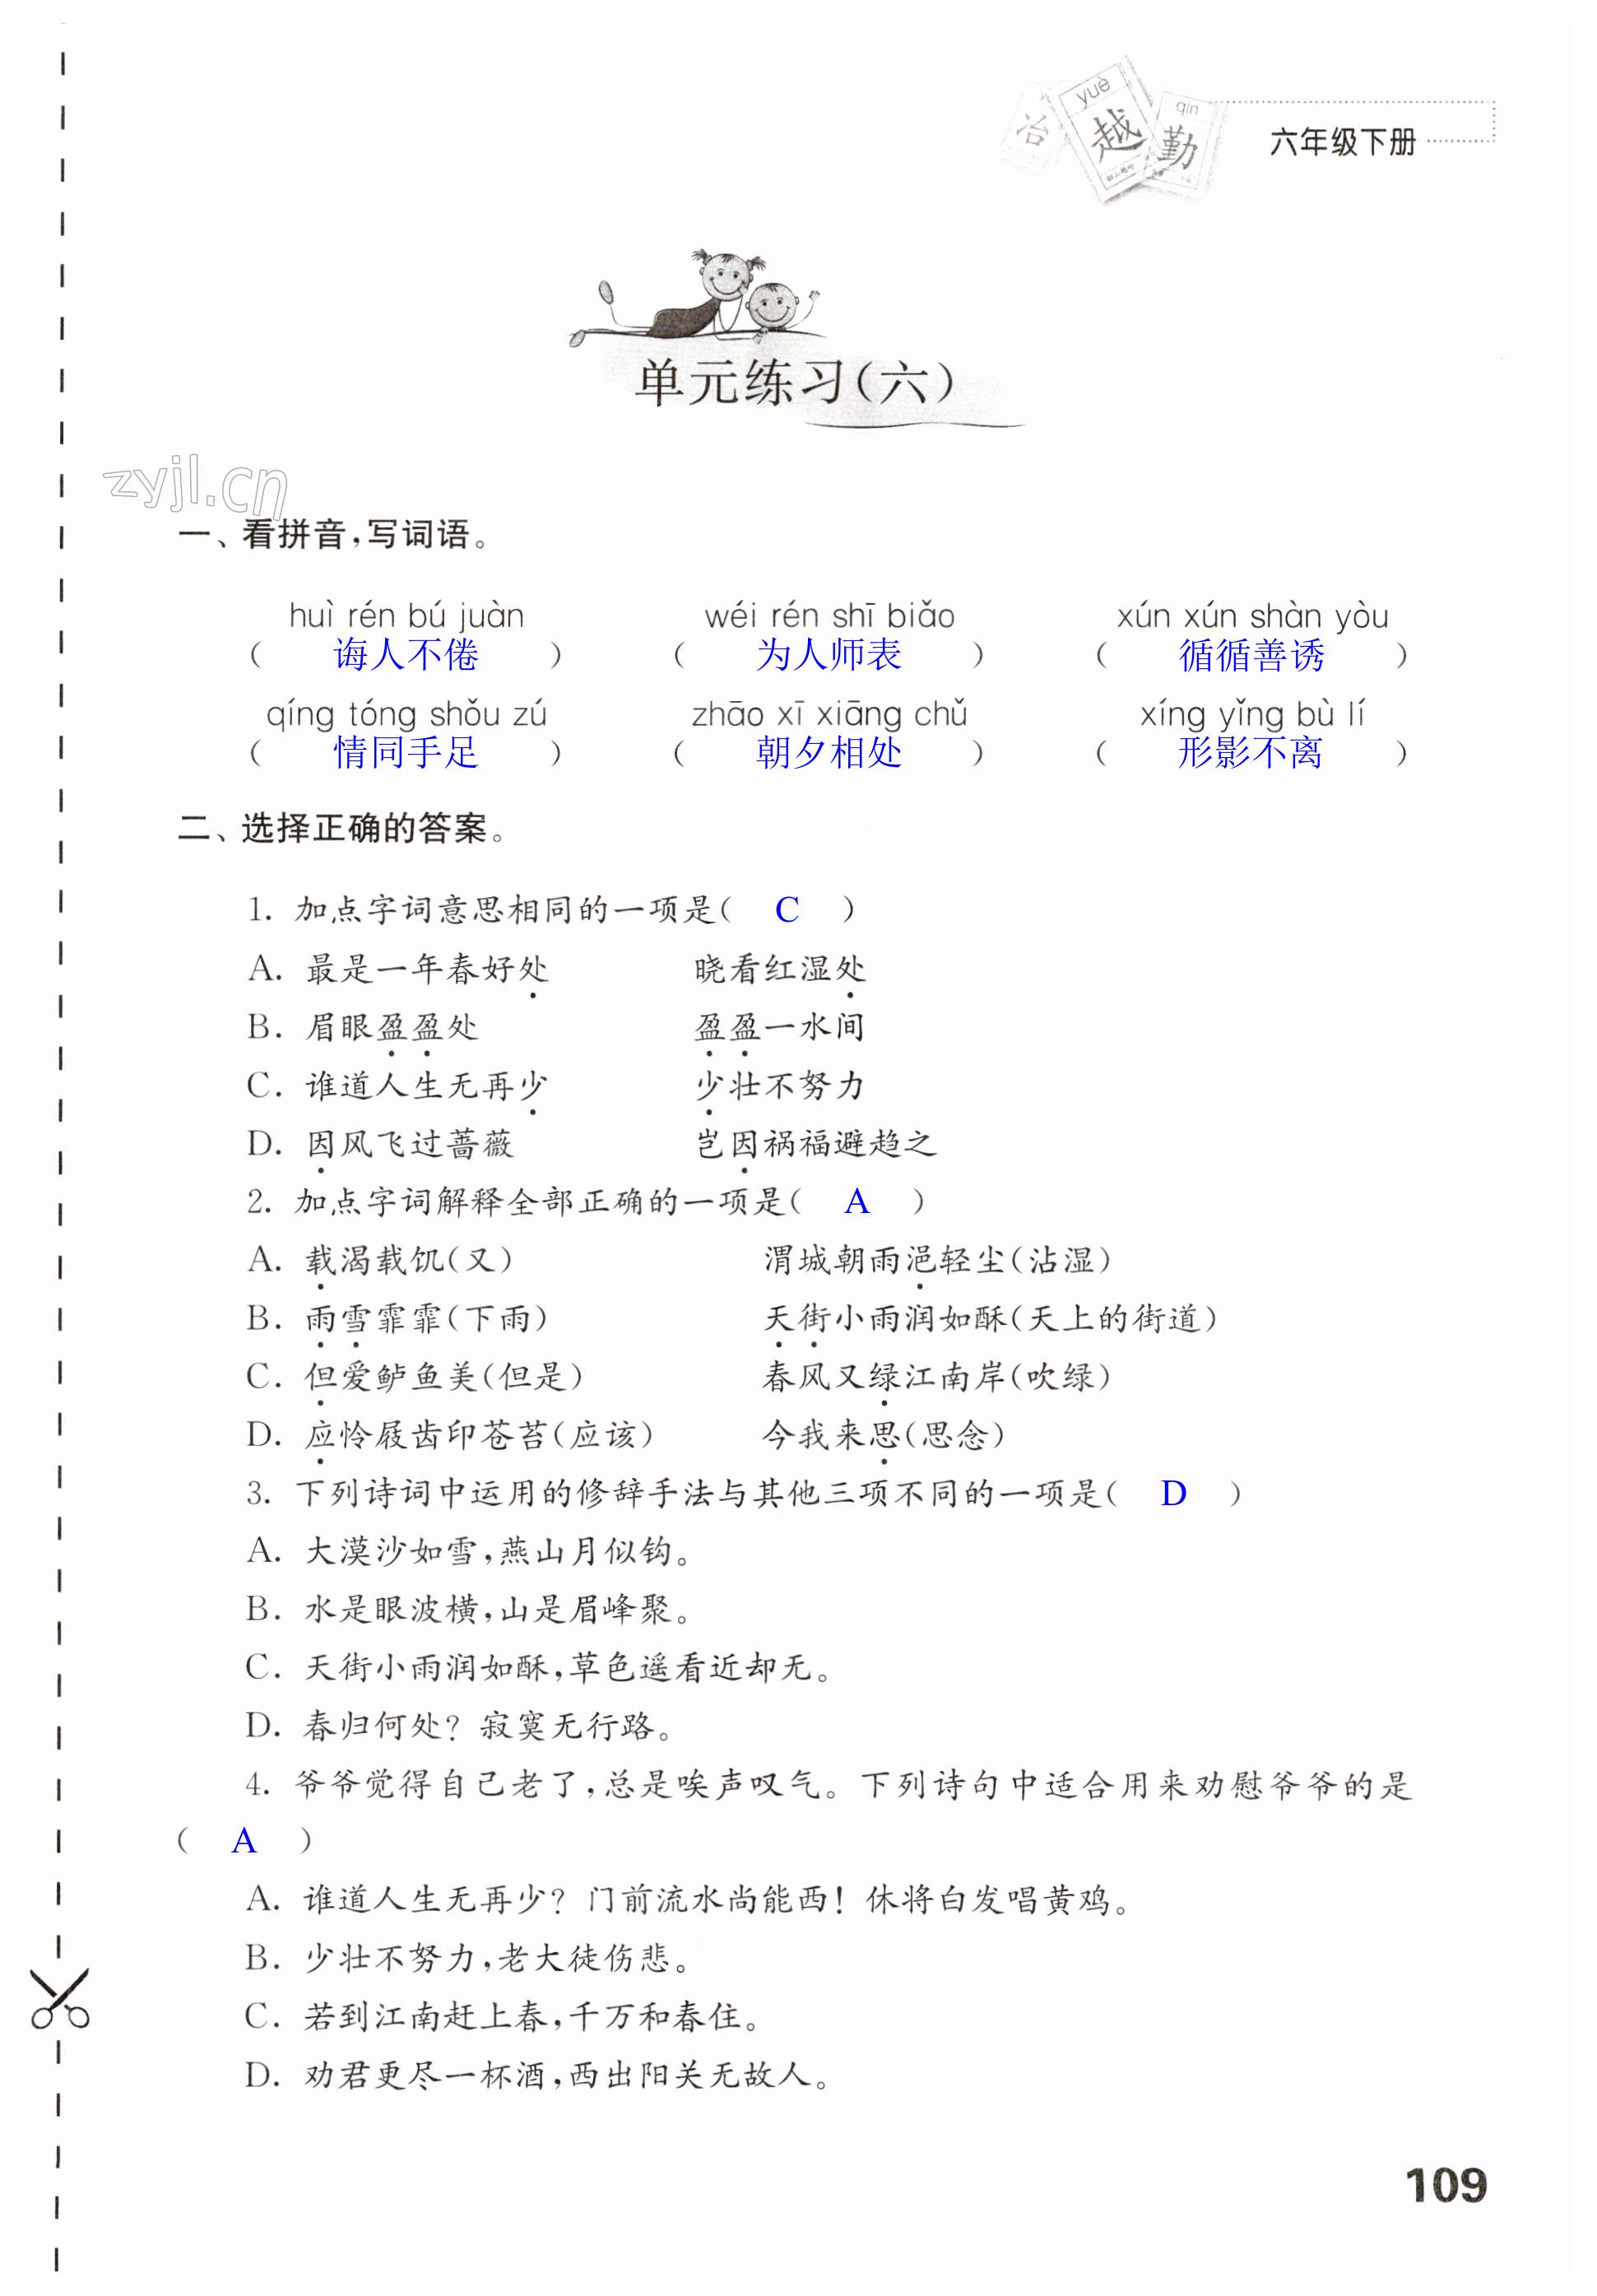 yuè
qín
冶
越
勤
六年级下册
单元练习(六)
zyjl.cn
一、看拼音,写词语。
huì rén bú juàn wéi rén shī biǎo xún xún shàn yòu
( 诲人不倦 ) ( 为人师表 ) ( 循循善诱 )
qíng tóng shǒu zú zhāo xī xiāng chǔ xíng yǐng bù lí
( 情同手足 ) ( 朝夕相处 ) ( 形影不离 )
二、选择正确的答案。
1. 加点字词意思相同的一项是( C )
A. 最是一年春好处 晓看红湿处
B. 眉眼盈盈处 盈盈一水间
C. 谁道人生无再少 少壮不努力
D. 因风飞过蔷薇 岂因祸福避趋之
2. 加点字词解释全部正确的一项是( A )
A. 载渴载饥(又) 渭城朝雨浥轻尘(沾湿)
B. 雨雪霏霏(下雨) 天街小雨润如酥(天上的街道)
C. 但爱鲈鱼美(但是) 春风又绿江南岸(吹绿)
D. 应怜屐齿印苍苔(应该) 今我来思(思念)
3. 下列诗词中运用的修辞手法与其他三项不同的一项是( D )
A. 大漠沙如雪,燕山月似钩。
B. 水是眼波横,山是眉峰聚。
C. 天街小雨润如酥,草色遥看近却无。
D. 春归何处? 寂寞无行路。
4. 爷爷觉得自己老了,总是唉声叹气。下列诗句中适合用来劝慰爷爷的是
( A )
A. 谁道人生无再少? 门前流水尚能西! 休将白发唱黄鸡。
B. 少壮不努力,老大徒伤悲。
C. 若到江南赶上春,千万和春住。
D. 劝君更尽一杯酒,西出阳关无故人。
109